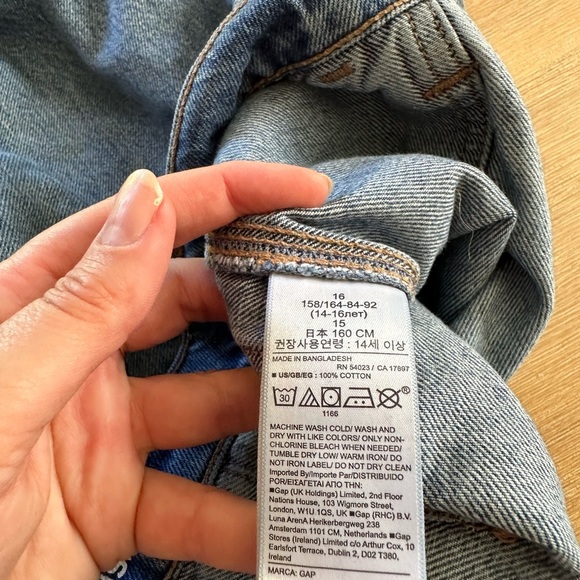 16
158/164-84-92
(14-16лет)
15
日本 160 CM
권장사용연령 : 14세 이상
MADE IN BANGLADESH
RN 54023 / CA 17697
■ US/GB/EG : 100% COTTON
30
1166
MACHINE WASH COLD/ WASH AND
DRY WITH LIKE COLORS/ ONLY NON-
CHLORINE BLEACH WHEN NEEDED/
TUMBLE DRY LOW/ WARM IRON/ DO
NOT IRON LABEL/ DO NOT DRY CLEAN
Imported By/Importe Par/DISTRIBUIDO
POR/ΕΙΣΑΓΕΤΑΙ ΑΠΟ ΤΗΝ:
■Gap (UK Holdings) Limited, 2nd Floor
Nations House, 103 Wigmore Street,
London, W1U 1QS, UK ■Gap (RHC) B.V.
Luna ArenA Herikerbergweg 238
Amsterdam 1101 CM, Netherlands ■Gap
Stores (Ireland) Limited c/o Arthur Cox, 10
Earlsfort Terrace, Dublin 2, D02 T380,
Ireland
MARCA: GAP